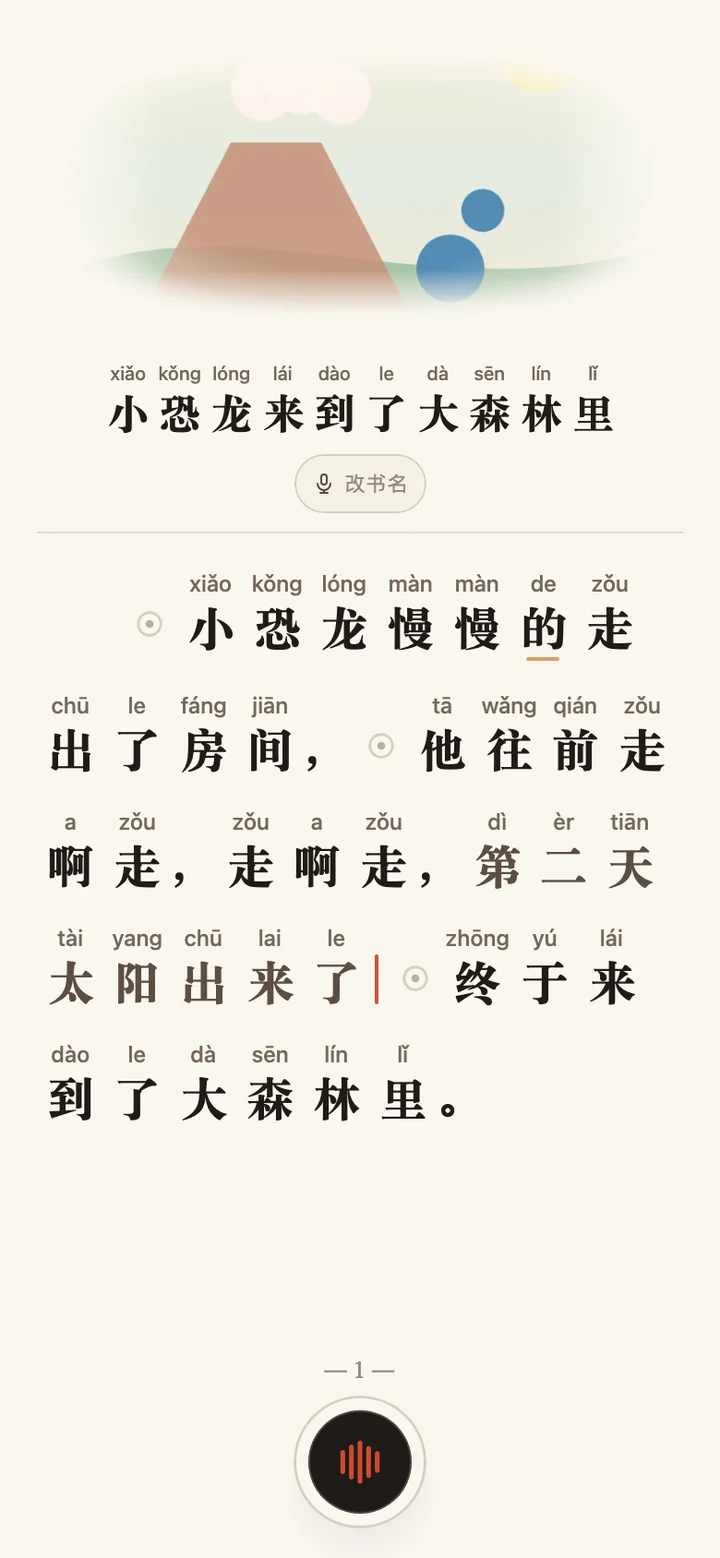 xiǎo kǒng lóng lái dào le dà sēn lín lǐ
小恐龙来到了大森林里
改书名
xiǎo kǒng lóng màn màn de zǒu
小恐龙慢慢的走
chū le fáng jiān tā wǎng qián zǒu
出了房间，他往前走
a zǒu zǒu a zǒu dì èr tiān
啊走，走啊走，第二天
tài yang chū lai le zhōng yú lái
太阳出来了终于来
dào le dà sēn lín lǐ
到了大森林里。
— 1 —